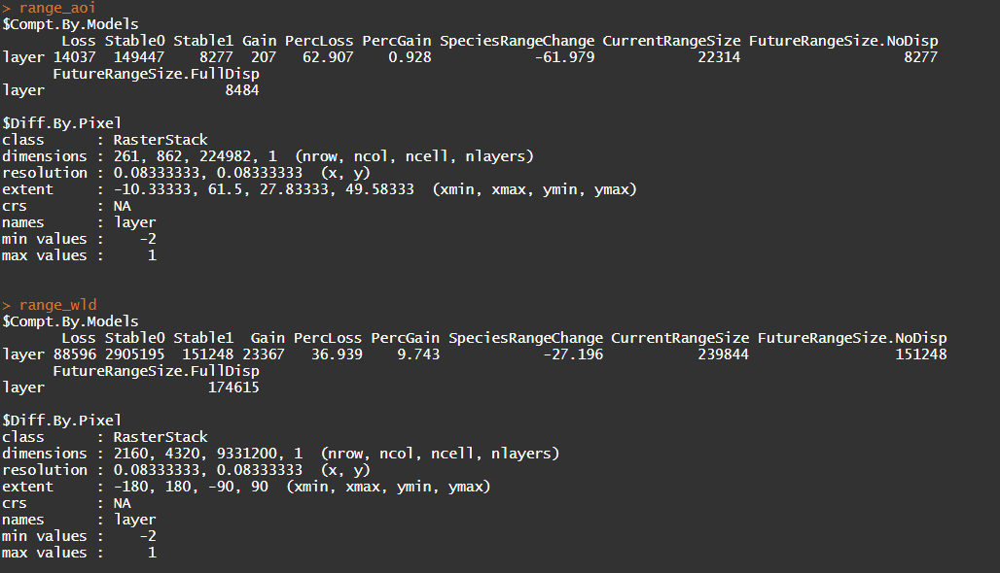 > range_aoi
$Compt.By.Models
       Loss Stable0 Stable1 Gain PercLoss PercGain SpeciesRangeChange CurrentRangeSize FutureRangeSize.NoDisp
layer 14037  149447    8277  207   62.907    0.928            -61.979            22314                   8277
      FutureRangeSize.FullDisp
layer                     8484

$Diff.By.Pixel
class      : RasterStack
dimensions : 261, 862, 224982, 1  (nrow, ncol, ncell, nlayers)
resolution : 0.08333333, 0.08333333  (x, y)
extent     : -10.33333, 61.5, 27.83333, 49.58333  (xmin, xmax, ymin, ymax)
crs        : NA
names      : layer
min values :    -2
max values :     1

> range_wld
$Compt.By.Models
       Loss Stable0 Stable1  Gain PercLoss PercGain SpeciesRangeChange CurrentRangeSize FutureRangeSize.NoDisp
layer 88596 2905195  151248 23367   36.939    9.743            -27.196           239844                 151248
      FutureRangeSize.FullDisp
layer                   174615

$Diff.By.Pixel
class      : RasterStack
dimensions : 2160, 4320, 9331200, 1  (nrow, ncol, ncell, nlayers)
resolution : 0.08333333, 0.08333333  (x, y)
extent     : -180, 180, -90, 90  (xmin, xmax, ymin, ymax)
crs        : NA
names      : layer
min values :    -2
max values :     1